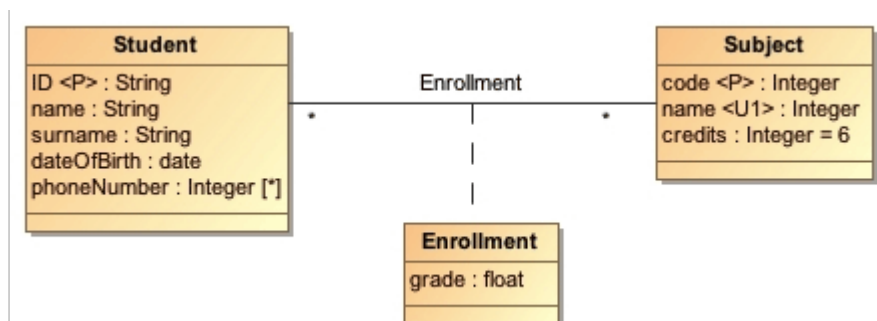 Student
ID <P> : String
name : String
surname : String
dateOfBirth : date
phoneNumber : Integer [*]
Enrollment
*
*
Subject
code <P> : Integer
name <U1> : Integer
credits : Integer = 6
Enrollment
grade : float